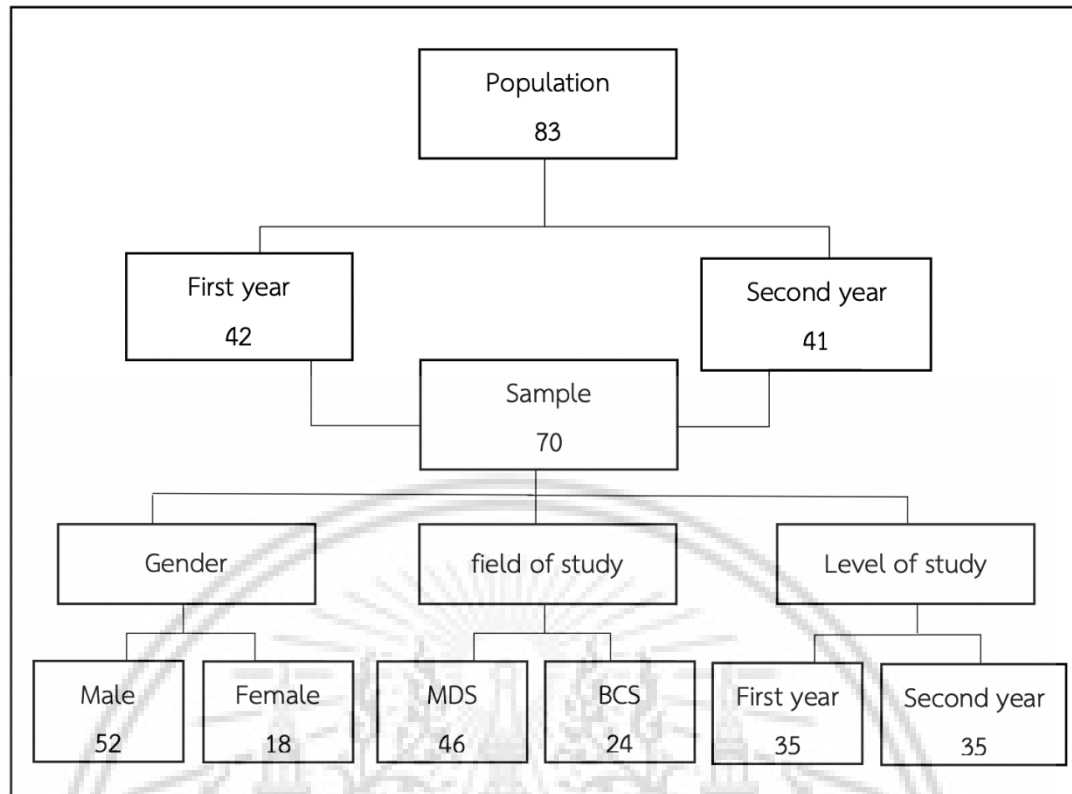 Population
83
First year
42
Second year
41
Sample
70
Gender
field of study
Level of study
Male
52
Female
18
MDS
46
BCS
24
First year
35
Second year
35